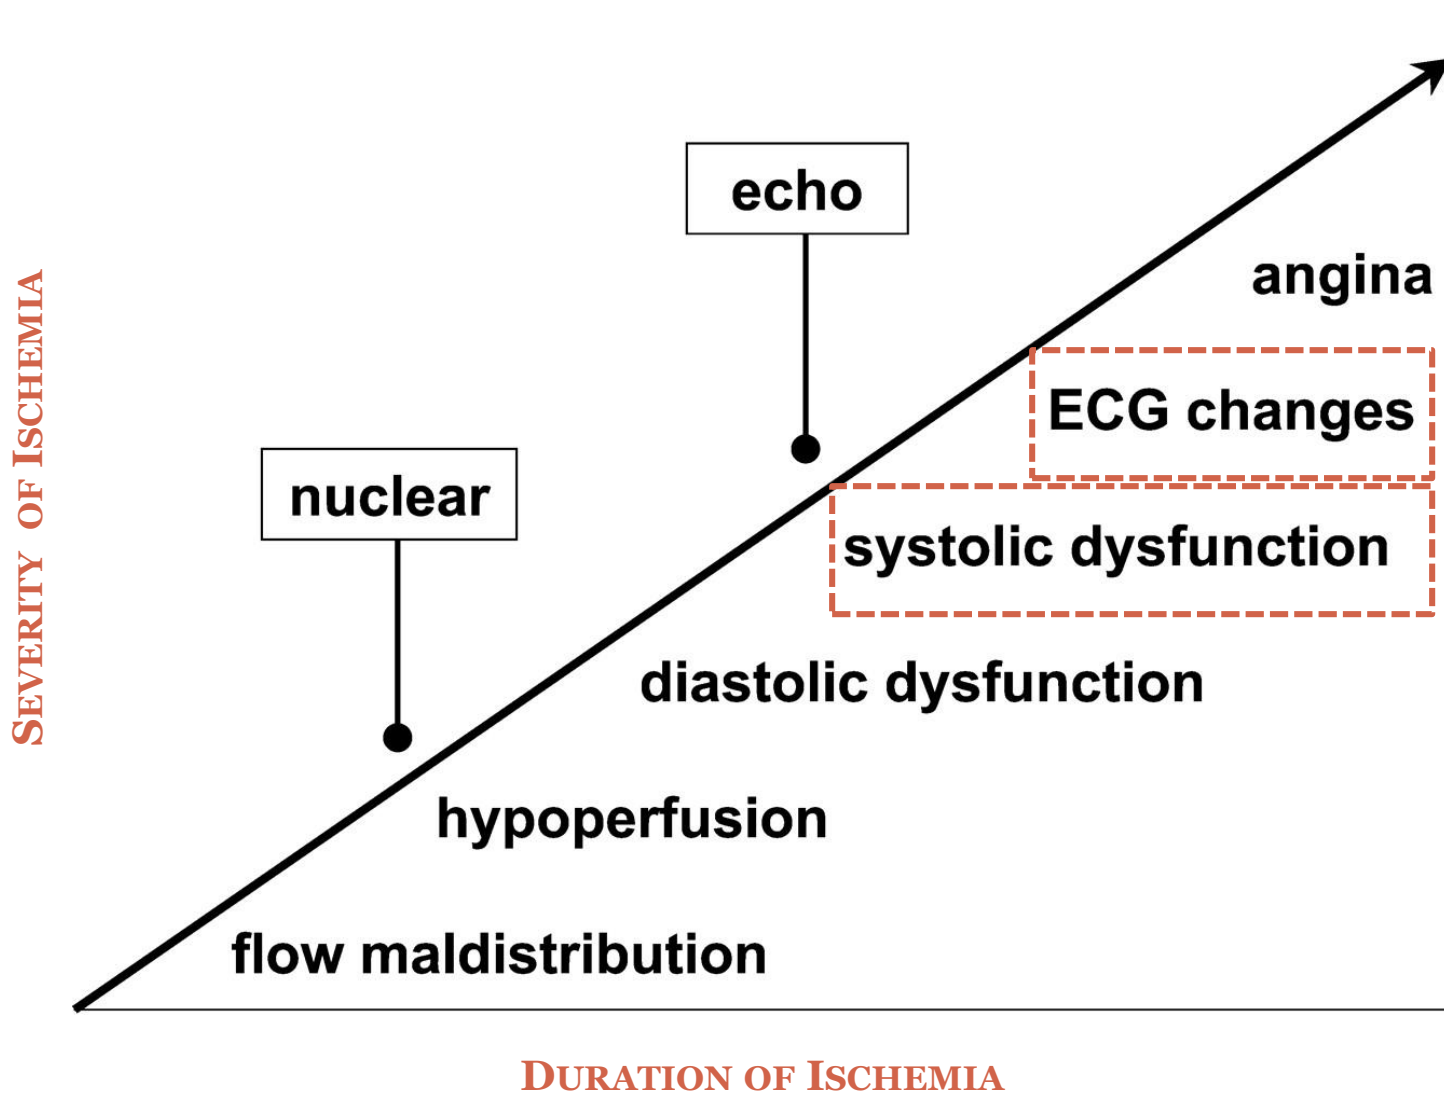 echo
angina
SEVERITY OF ISCHEMIA
ECG changes
nuclear
systolic dysfunction
diastolic dysfunction
hypoperfusion
flow maldistribution
DURATION OF ISCHEMIA